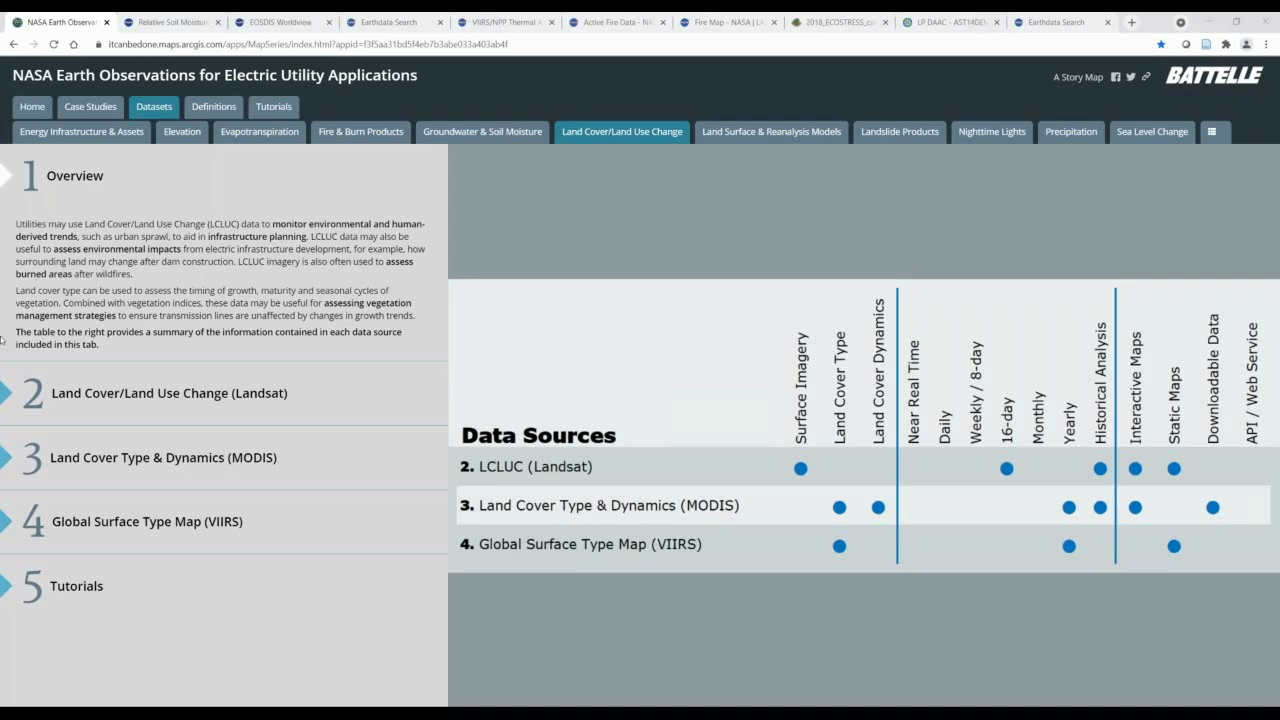 NASA Earth Observat
Relative Soil Moisture
EOSDIS Worldview
Earthdata Search
VIIRS/NPP Thermal A
Active Fire Data - NA
Fire Map - NASA | LA
2018_ECOSTRESS_ca
LP DAAC - AST14DEM
Earthdata Search
itcanbedone.maps.arcgis.com/apps/MapSeries/index.html?appid=f3f5aa31bd5f4eb7b3abe033a403ab4f
NASA Earth Observations for Electric Utility Applications
A Story Map
BATTELLE
Home
Case Studies
Datasets
Definitions
Tutorials
Energy Infrastructure & Assets
Elevation
Evapotranspiration
Fire & Burn Products
Groundwater & Soil Moisture
Land Cover/Land Use Change
Land Surface & Reanalysis Models
Landslide Products
Nighttime Lights
Precipitation
Sea Level Change
1 Overview
Utilities may use Land Cover/Land Use Change (LCLUC) data to monitor environmental and human-
derived trends, such as urban sprawl, to aid in infrastructure planning. LCLUC data may also be
useful to assess environmental impacts from electric infrastructure development, for example, how
surrounding land may change after dam construction. LCLUC imagery is also often used to assess
burned areas after wildfires.
Land cover type can be used to assess the timing of growth, maturity and seasonal cycles of
vegetation. Combined with vegetation indices, these data may be useful for assessing vegetation
management strategies to ensure transmission lines are unaffected by changes in growth trends.
The table to the right provides a summary of the information contained in each data source
included in this tab.
2 Land Cover/Land Use Change (Landsat)
3 Land Cover Type & Dynamics (MODIS)
4 Global Surface Type Map (VIIRS)
5 Tutorials
Data Sources
Surface Imagery
Land Cover Type
Land Cover Dynamics
Near Real Time
Daily
Weekly / 8-day
16-day
Monthly
Yearly
Historical Analysis
Interactive Maps
Static Maps
Downloadable Data
API / Web Service
2. LCLUC (Landsat)
3. Land Cover Type & Dynamics (MODIS)
4. Global Surface Type Map (VIIRS)